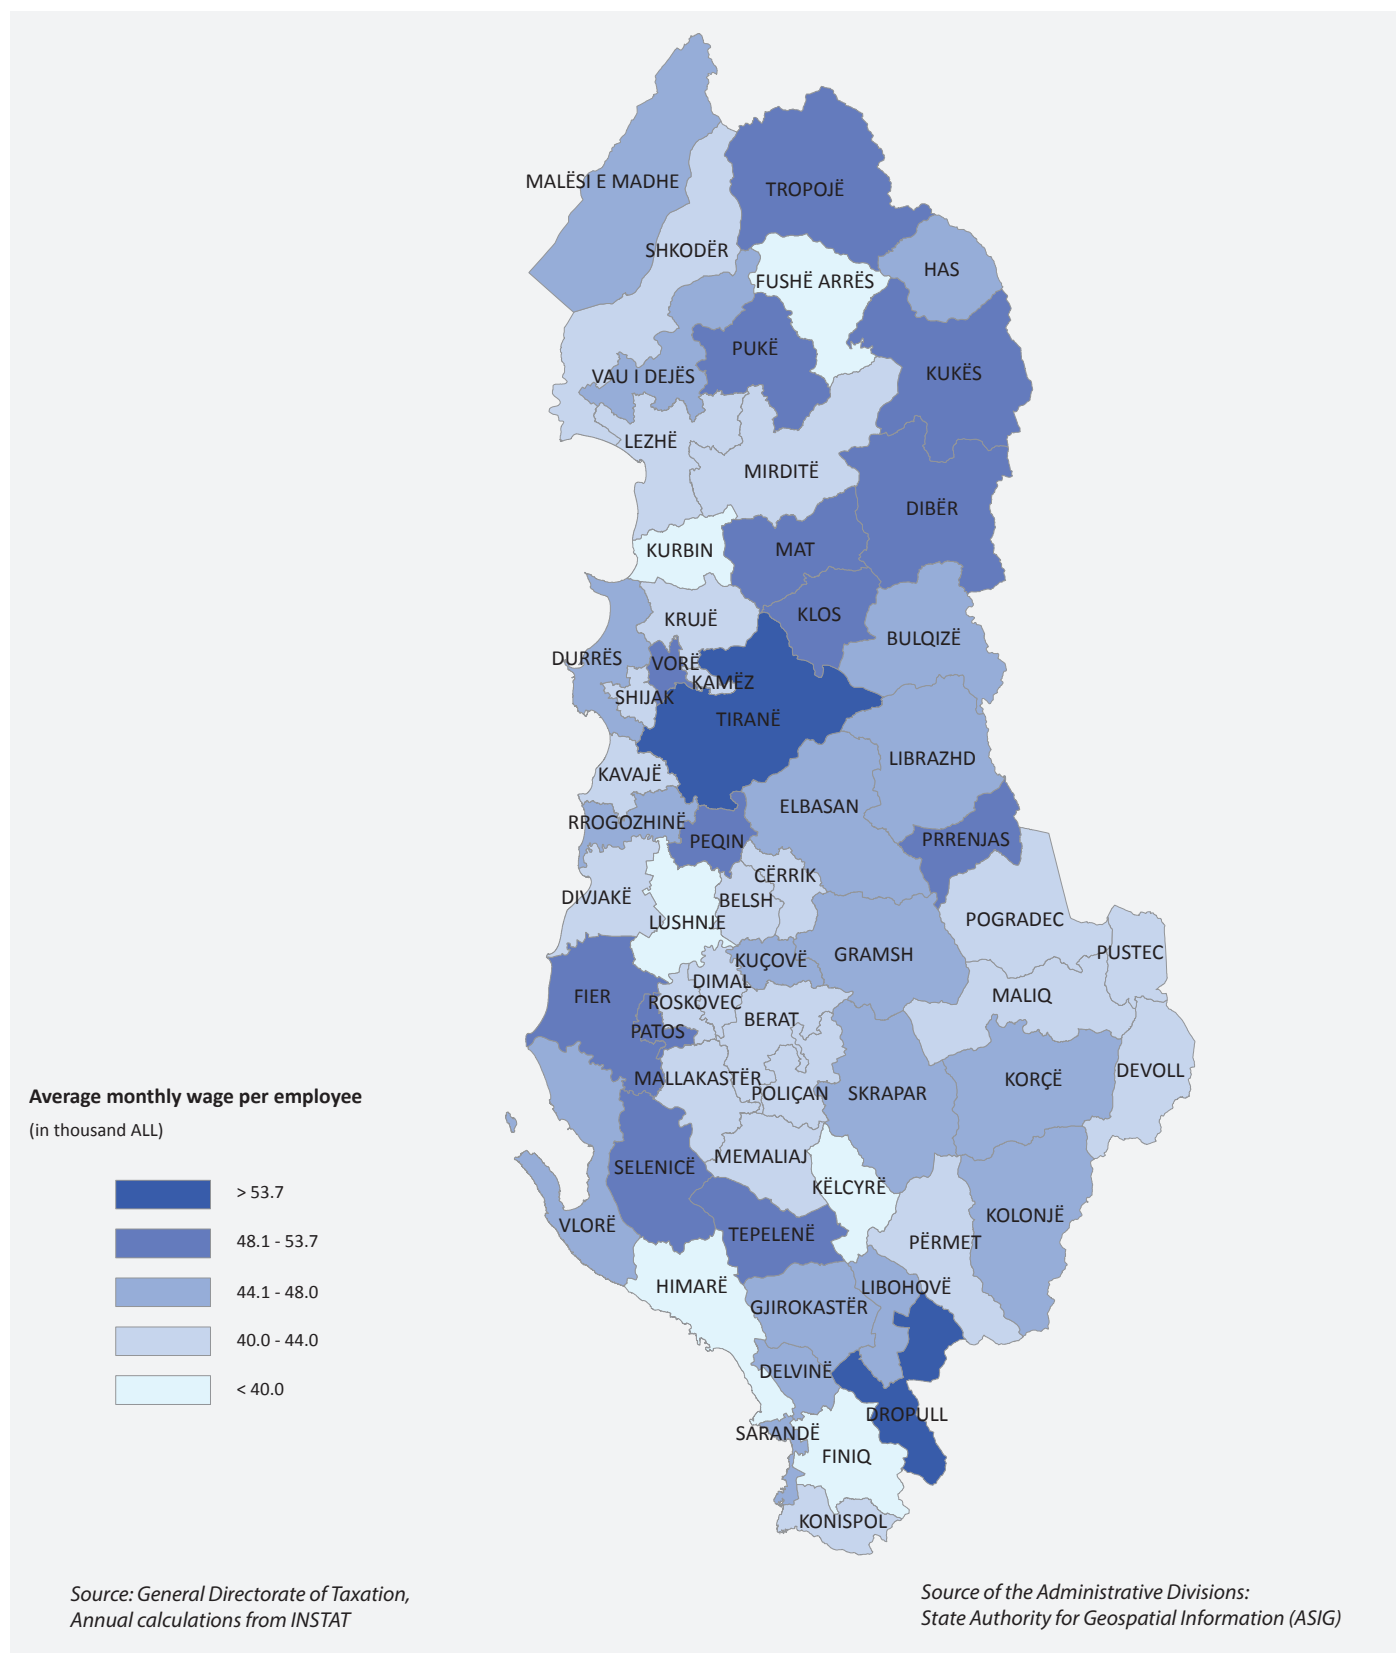 MALËSI E MADHE
TROPOJË
SHKODËR
HAS
FUSHË ARRËS
PUKË
KUKËS
VAU I DEJËS
LEZHË
MIRDITË
DIBËR
KURBIN
MAT
KLOS
KRUJË
BULQIZË
DURRËS
VORË
KAMËZ
SHIJAK
TIRANË
LIBRAZHD
KAVAJË
ELBASAN
RROGOZHINË
PEQIN
PRRENJAS
CËRRIK
DIVJAKË
BELSH
LUSHNJE
POGRADEC
PUSTEC
GRAMSH
KUÇOVË
DIMAL
FIER
MALIQ
ROSKOVEC
BERAT
PATOS
DEVOLL
MALLAKASTËR
KORÇË
POLIÇAN
SKRAPAR
Average monthly wage per employee
(in thousand ALL)
MEMALIAJ
SELENICË
KËLCYRË
> 53.7
KOLONJË
VLORË
TEPELENË
48.1 - 53.7
PËRMET
HIMARË
LIBOHOVË
44.1 - 48.0
GJIROKASTËR
40.0 - 44.0
DELVINË
< 40.0
DROPULL
SARANDË
FINIQ
KONISPOL
Source: General Directorate of Taxation,
Annual calculations from INSTAT
Source of the Administrative Divisions:
State Authority for Geospatial Information (ASIG)